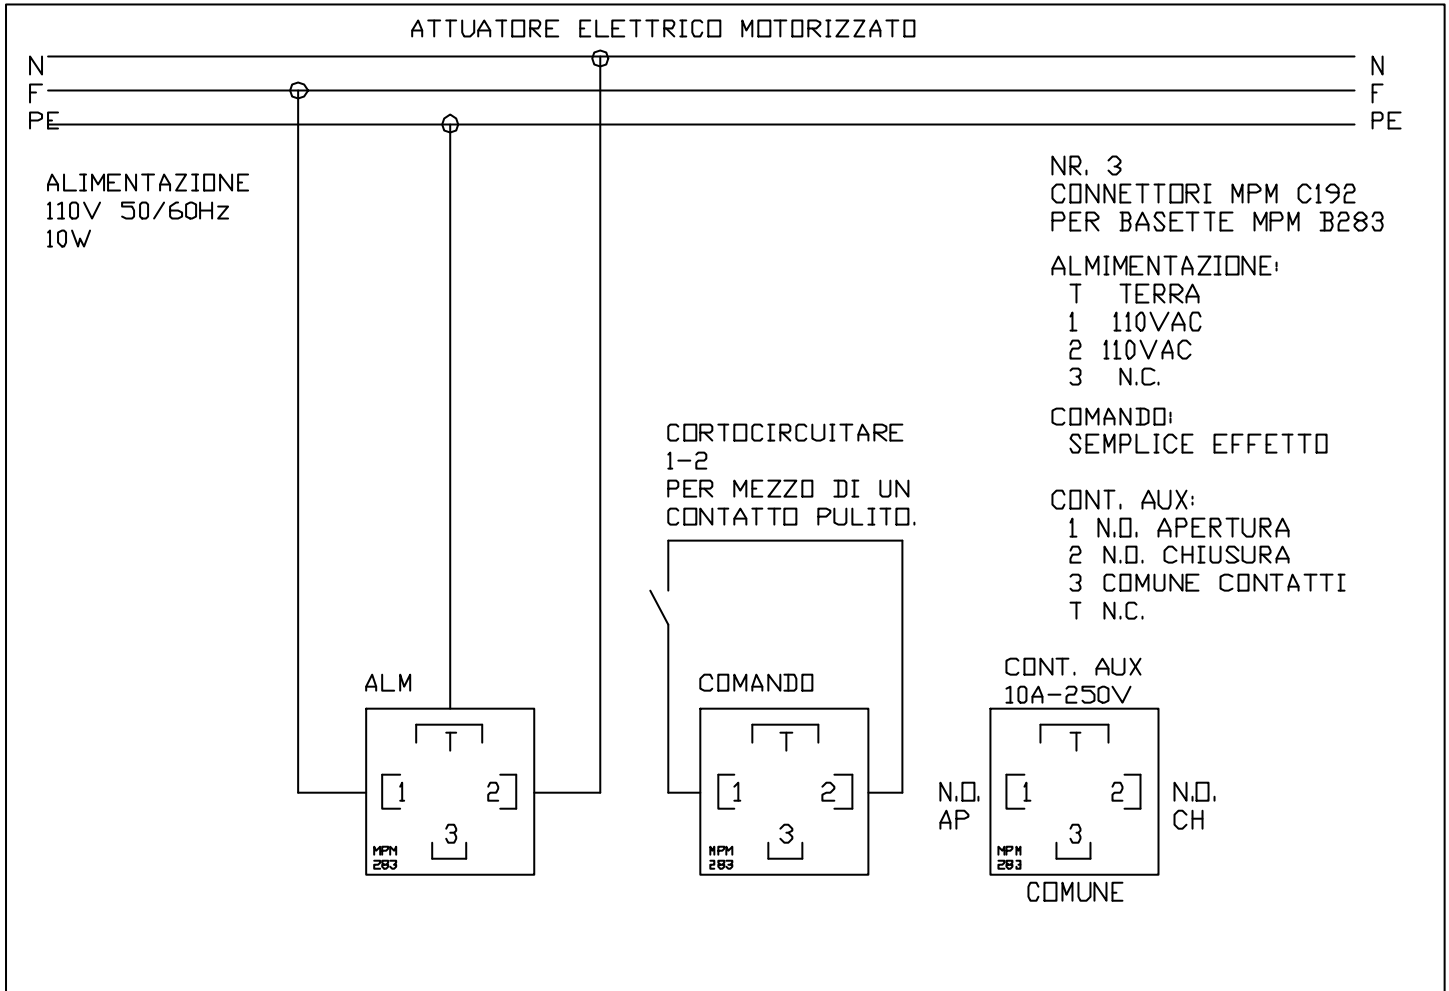 ATTUATORE ELETTRICO MOTORIZZATO
N
F
PE
N
F
PE
ALIMENTAZIONE
110V 50/60Hz
10W
NR. 3
CONNETTORI MPM C192
PER BASETTE MPM B283
ALMIMENTAZIONE:
T TERRA
1 110VAC
2 110VAC
3 N.C.
COMANDO:
SEMPLICE EFFETTO
CONT. AUX:
1 N.O. APERTURA
2 N.O. CHIUSURA
3 COMUNE CONTATTI
T N.C.
CORTOCIRCUITARE
1-2
PER MEZZO DI UN
CONTATTO PULITO.
ALM
T
1 2
3
MPM
283
COMANDO
T
1 2
3
MPM
283
CONT. AUX
10A-250V
T
N.O.
AP
1 2
N.O.
CH
3
MPM
283
COMUNE